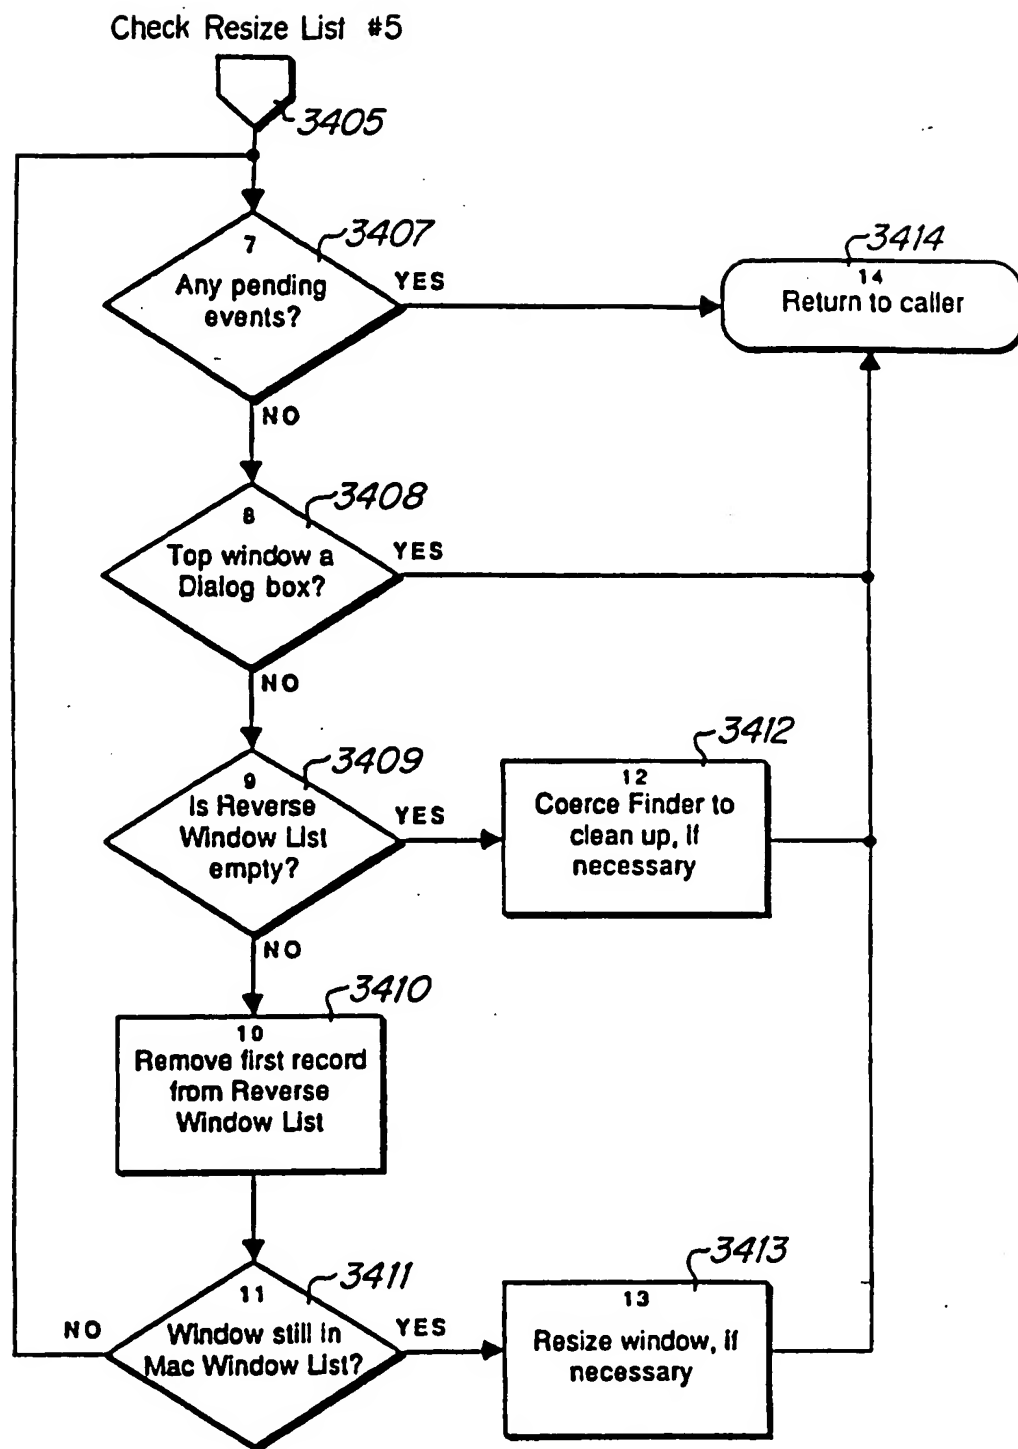 Check Resize List #5
3405
7
3407
Any pending
events?
YES
NO
3414
14
Return to caller
8
3408
Top window a
Dialog box?
YES
NO
9
3409
Is Reverse
Window List
empty?
YES
NO
3412
12
Coerce Finder to
clean up, if
necessary
3410
10
Remove first record
from Reverse
Window List
11
3411
Window still in
Mac Window List?
NO
YES
3413
13
Resize window, if
necessary